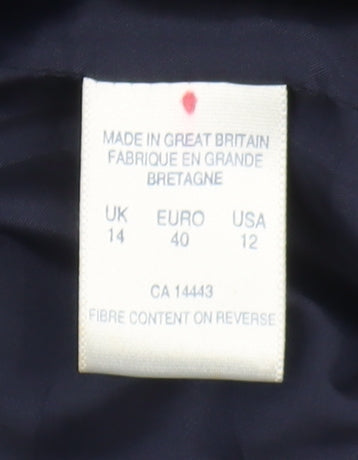 MADE IN GREAT BRITAIN
FABRIQUE EN GRANDE
BRETAGNE
UK EURO USA
14 40 12
CA 14443
FIBRE CONTENT ON REVERSE